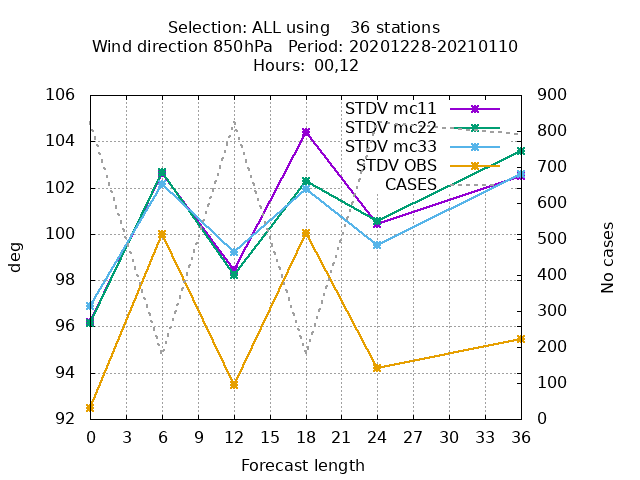 Selection: ALL using    36 stations
Wind direction 850hPa   Period: 20201228-20210110
Hours:  00,12
STDV mc11
STDV mc22
STDV mc33
STDV OBS
CASES
106
104
102
100
98
96
94
92
deg
900
800
700
600
500
400
300
200
100
0
No cases
0 3 6 9 12 15 18 21 24 27 30 33 36
Forecast length